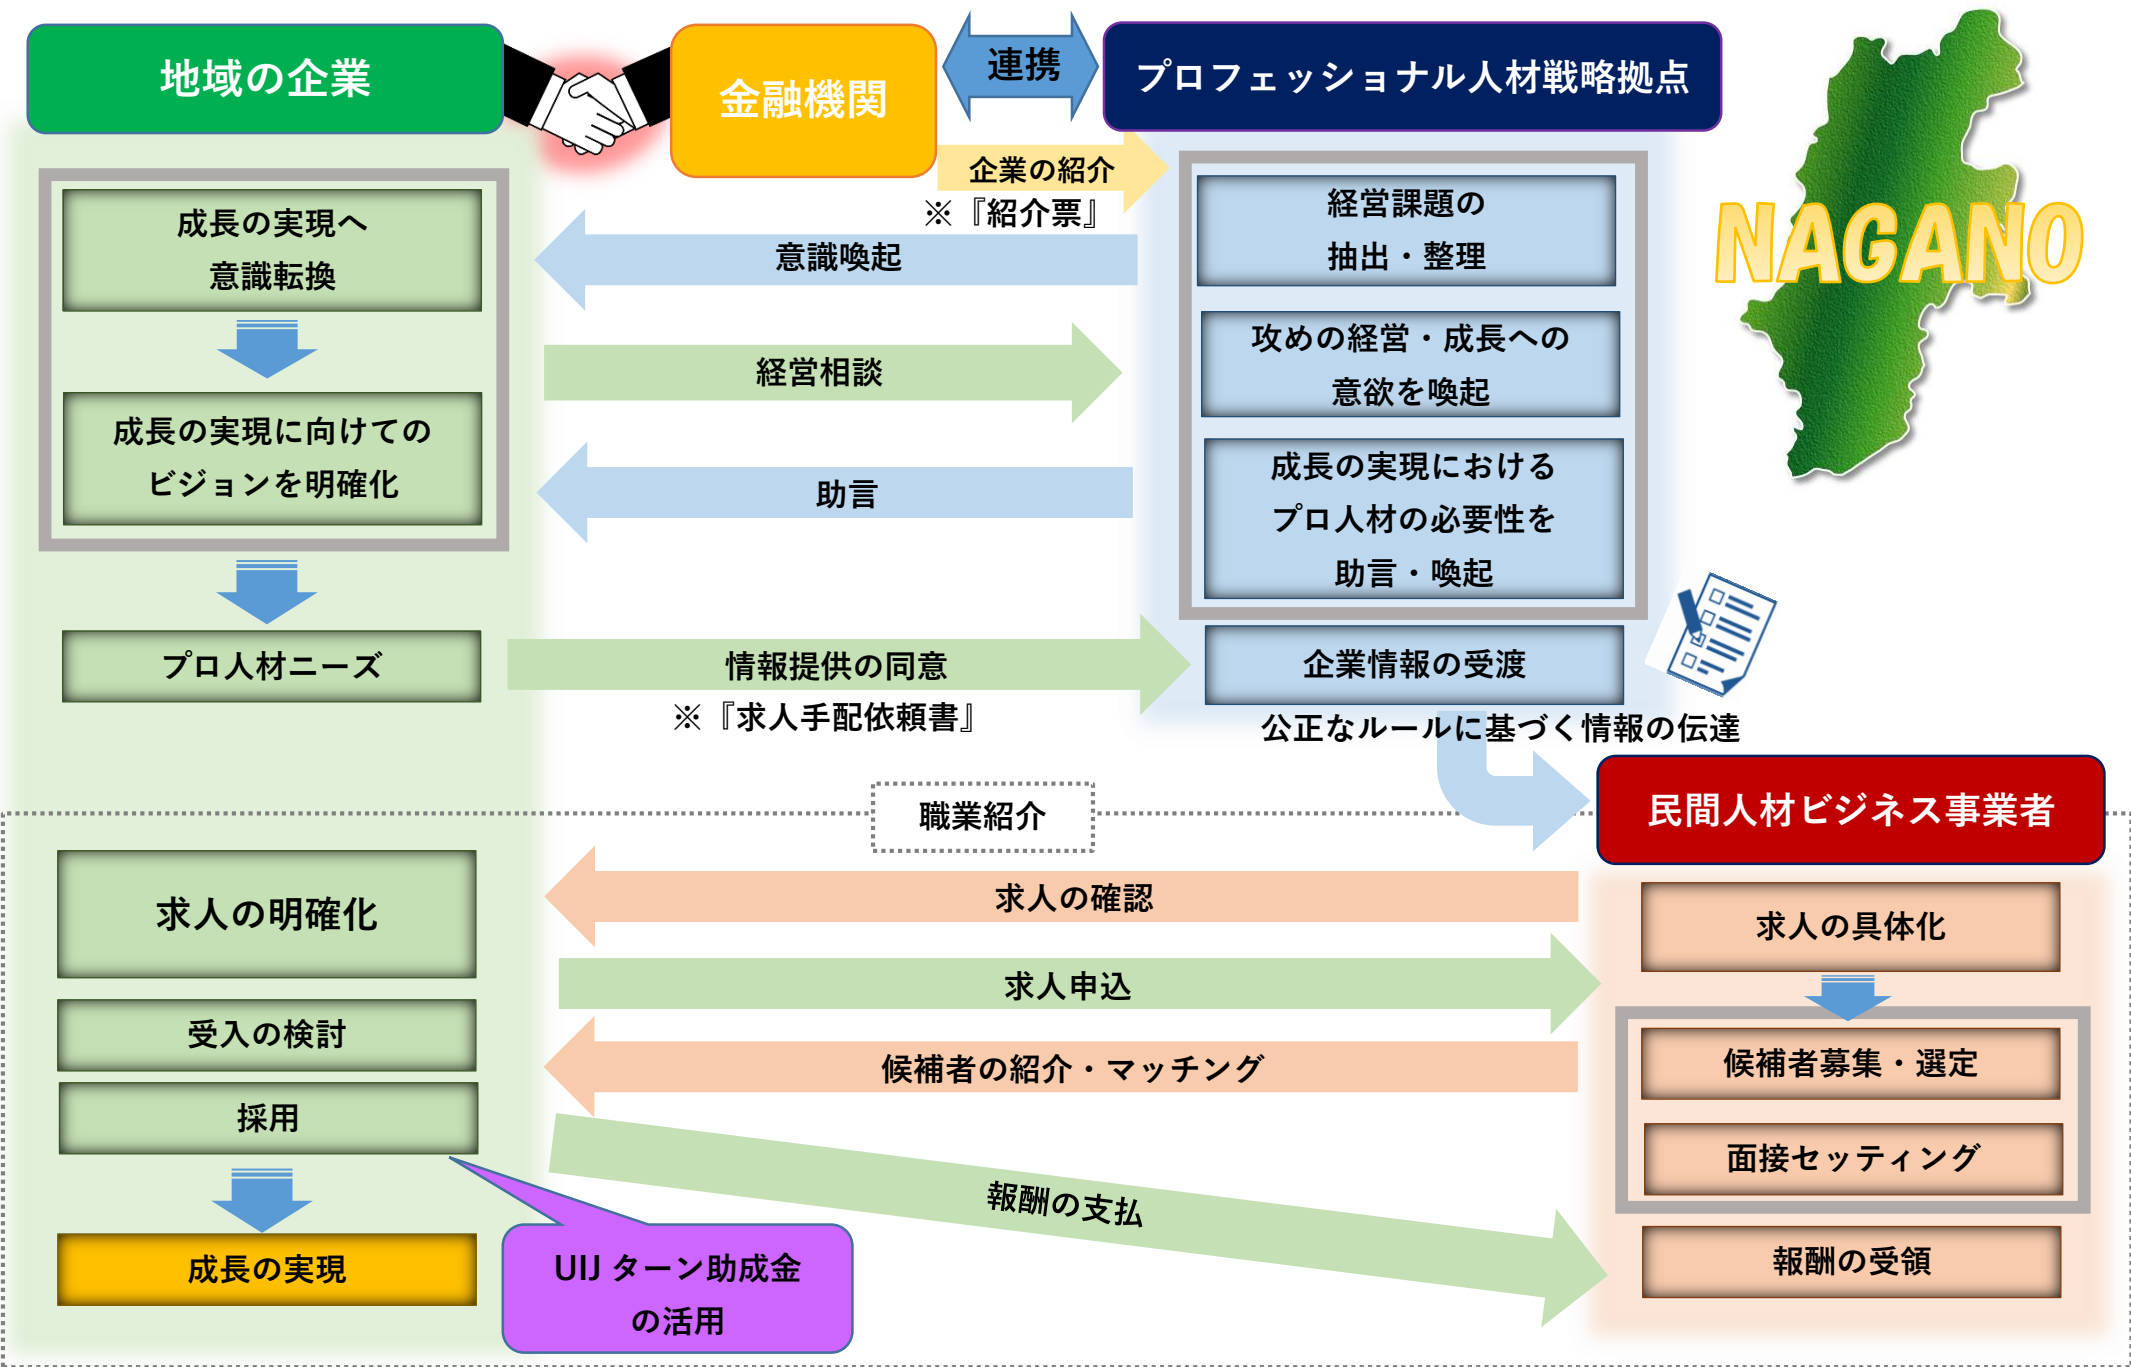 地域の企業
金融機関
連携
プロフェッショナル人材戦略拠点
企業の紹介
※『紹介票』
NAGANO
成長の実現へ
意識転換
意識喚起
経営課題の
抽出・整理
経営相談
攻めの経営・成長への
意欲を喚起
成長の実現に向けての
ビジョンを明確化
助言
成長の実現における
プロ人材の必要性を
助言・喚起
プロ人材ニーズ
情報提供の同意
※『求人手配依頼書』
企業情報の受渡
公正なルールに基づく情報の伝達
職業紹介
民間人材ビジネス事業者
求人の明確化
求人の確認
求人の具体化
求人申込
受入の検討
候補者の紹介・マッチング
候補者募集・選定
採用
面接セッティング
報酬の支払
成長の実現
UIJ ターン助成金
の活用
報酬の受領